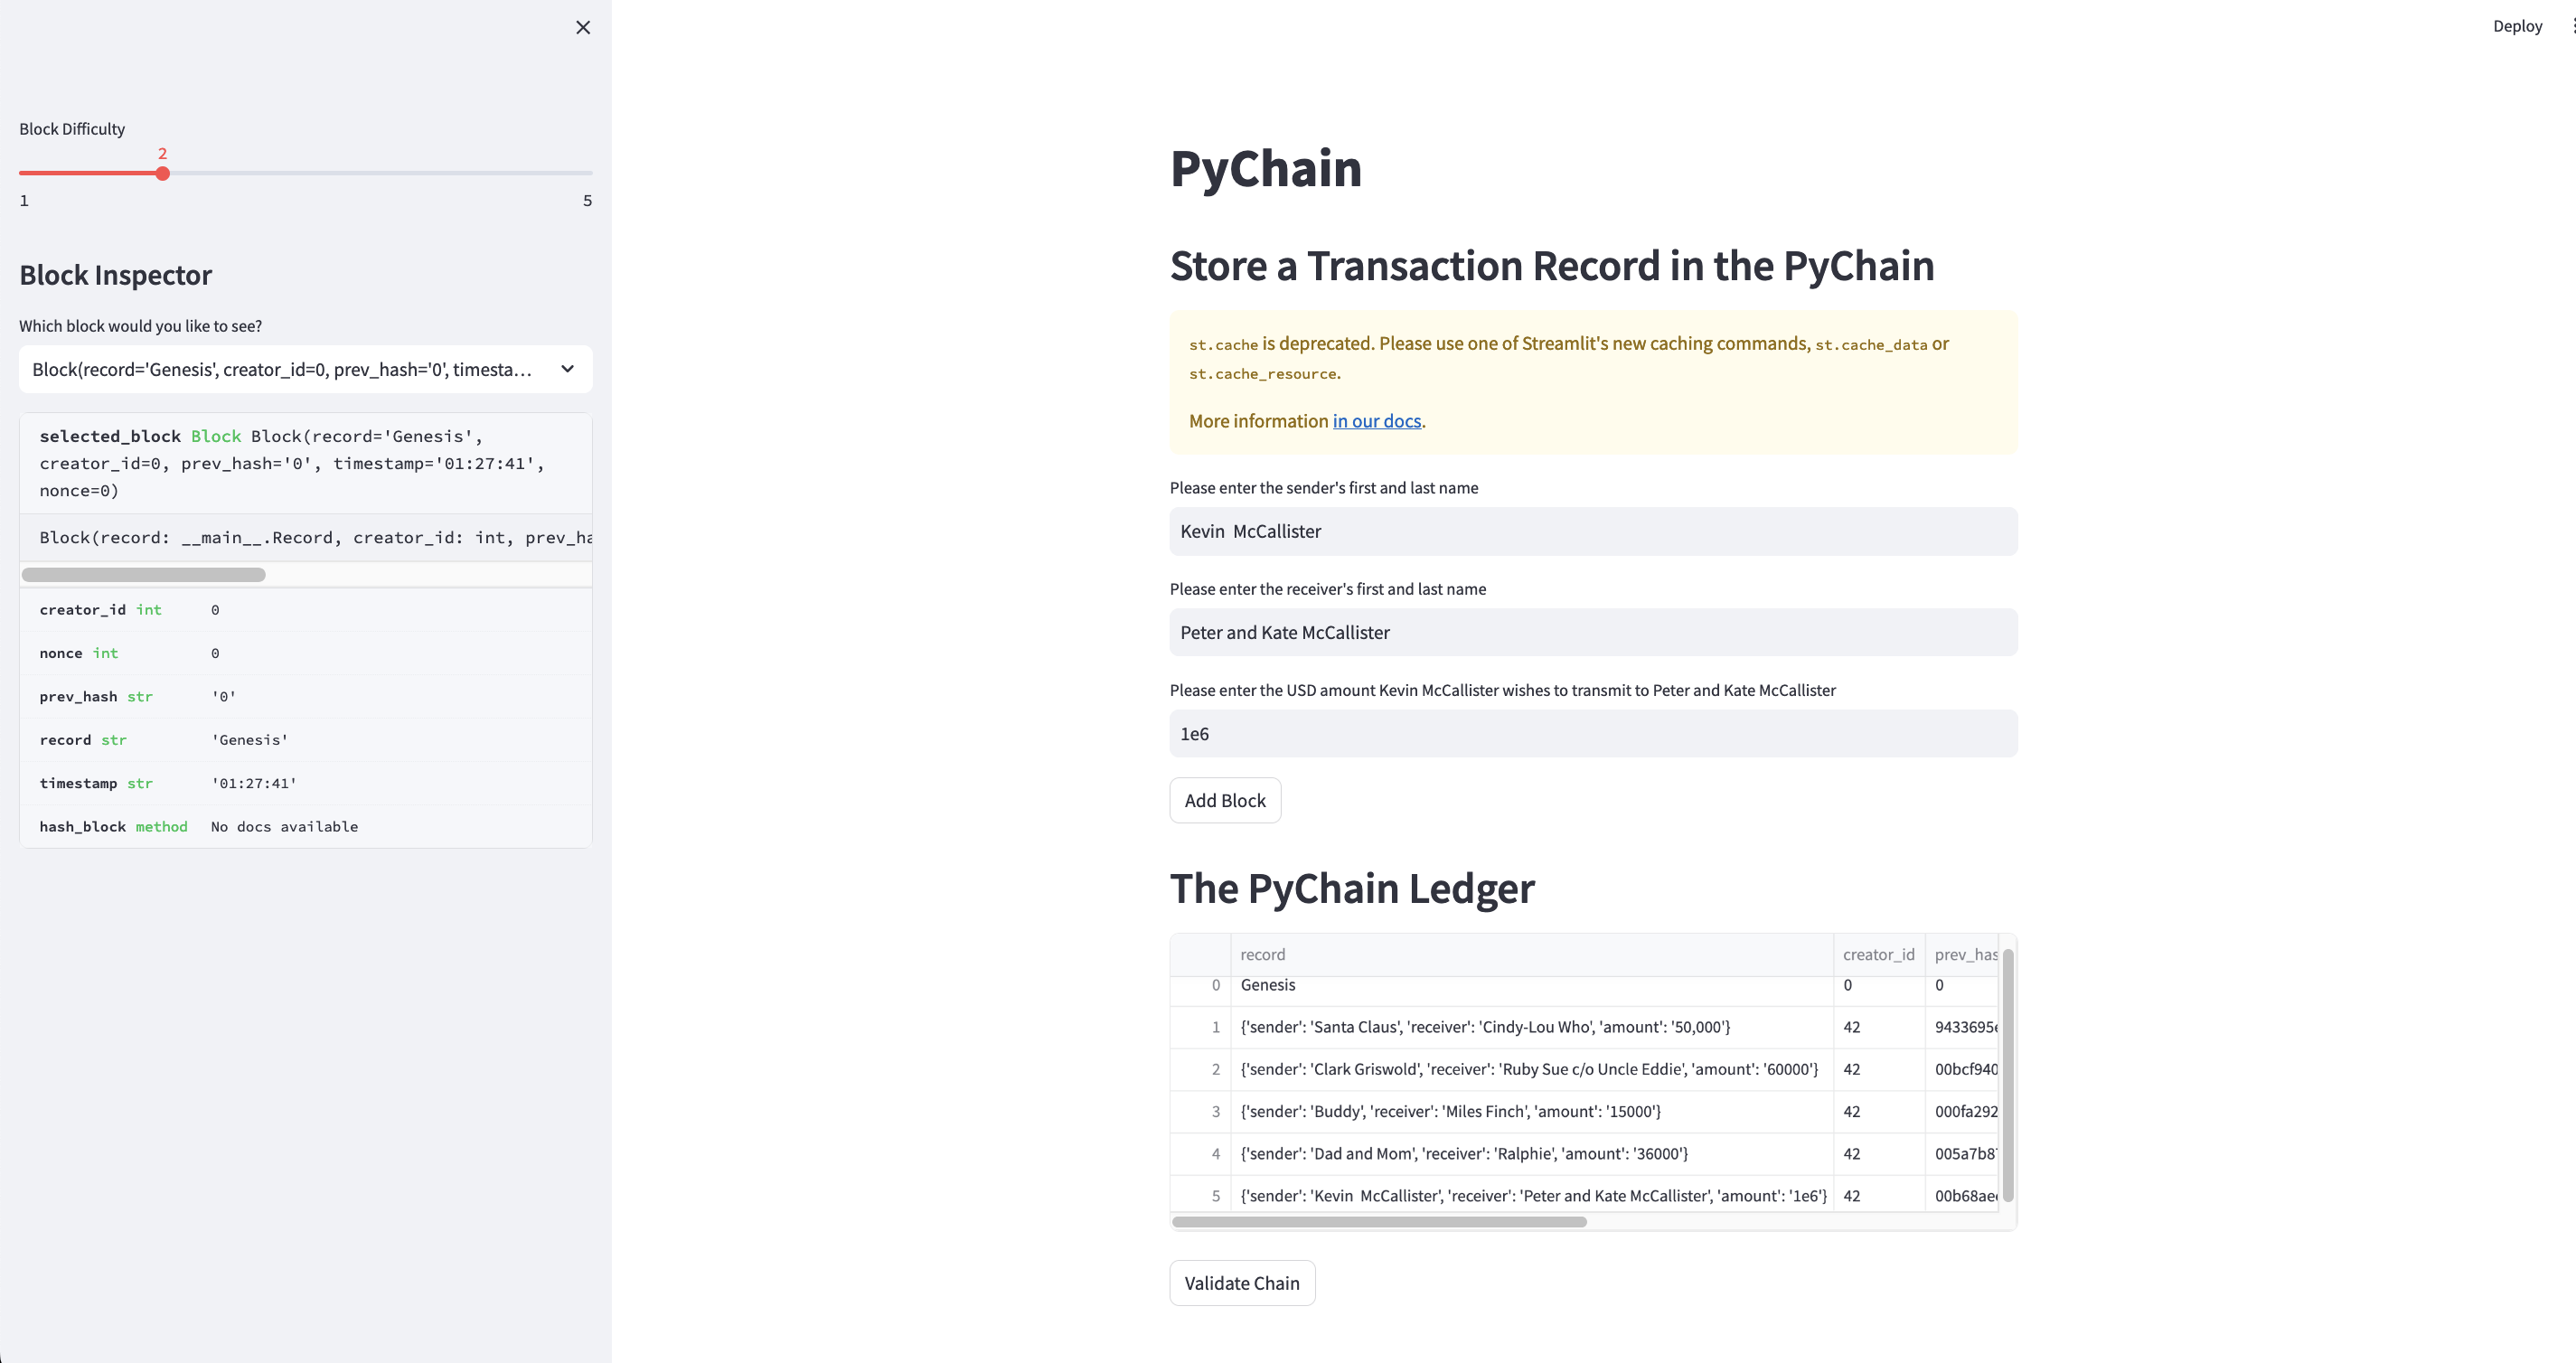 Deploy
Block Difficulty
2
1 5
Block Inspector
Which block would you like to see?
Block(record='Genesis', creator_id=0, prev_hash='0', timesta...
selected_block Block Block(record='Genesis',
creator_id=0, prev_hash='0', timestamp='01:27:41',
nonce=0)
Block(record: __main__.Record, creator_id: int, prev_ha
creator_id int 0
nonce int 0
prev_hash str '0'
record str 'Genesis'
timestamp str '01:27:41'
hash_block method No docs available
PyChain
Store a Transaction Record in the PyChain
st.cache is deprecated. Please use one of Streamlit's new caching commands, st.cache_data or
st.cache_resource.
More information in our docs.
Please enter the sender's first and last name
Kevin  McCallister
Please enter the receiver's first and last name
Peter and Kate McCallister
Please enter the USD amount Kevin McCallister wishes to transmit to Peter and Kate McCallister
1e6
Add Block
The PyChain Ledger
record creator_id prev_has
0 Genesis 0 0
1 {'sender': 'Santa Claus', 'receiver': 'Cindy-Lou Who', 'amount': '50,000'} 42 9433695e
2 {'sender': 'Clark Griswold', 'receiver': 'Ruby Sue c/o Uncle Eddie', 'amount': '60000'} 42 00bcf940
3 {'sender': 'Buddy', 'receiver': 'Miles Finch', 'amount': '15000'} 42 000fa292
4 {'sender': 'Dad and Mom', 'receiver': 'Ralphie', 'amount': '36000'} 42 005a7b8
5 {'sender': 'Kevin  McCallister', 'receiver': 'Peter and Kate McCallister', 'amount': '1e6'} 42 00b68ae
Validate Chain